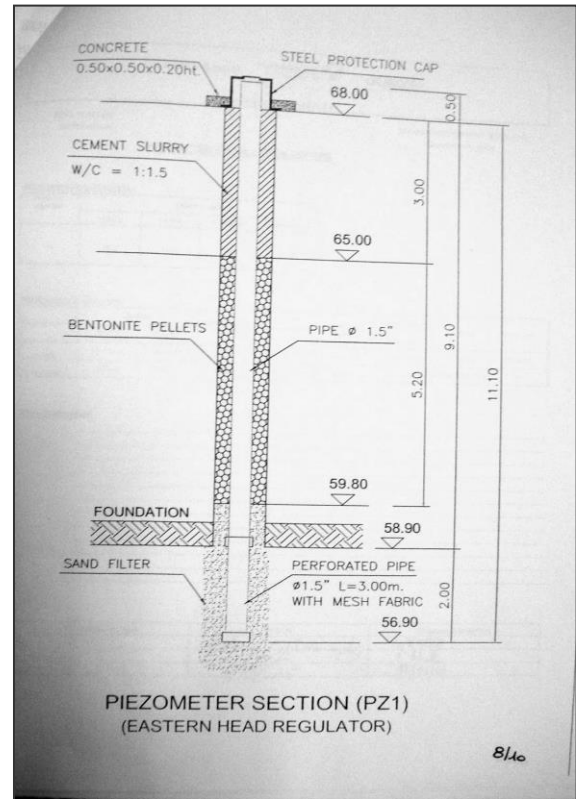 CONCRETE
0.50x0.50x0.20ht.
STEEL PROTECTION CAP
68.00
0.50
CEMENT SLURRY
W/C = 1:1.5
3.00
65.00
BENTONITE PELLETS
PIPE ø 1.5"
9.10
5.20
11.10
59.80
FOUNDATION
58.90
SAND FILTER
PERFORATED PIPE
ø1.5" L=3.00m.
WITH MESH FABRIC
2.00
56.90
PIEZOMETER SECTION (PZ1)
(EASTERN HEAD REGULATOR)
8/10